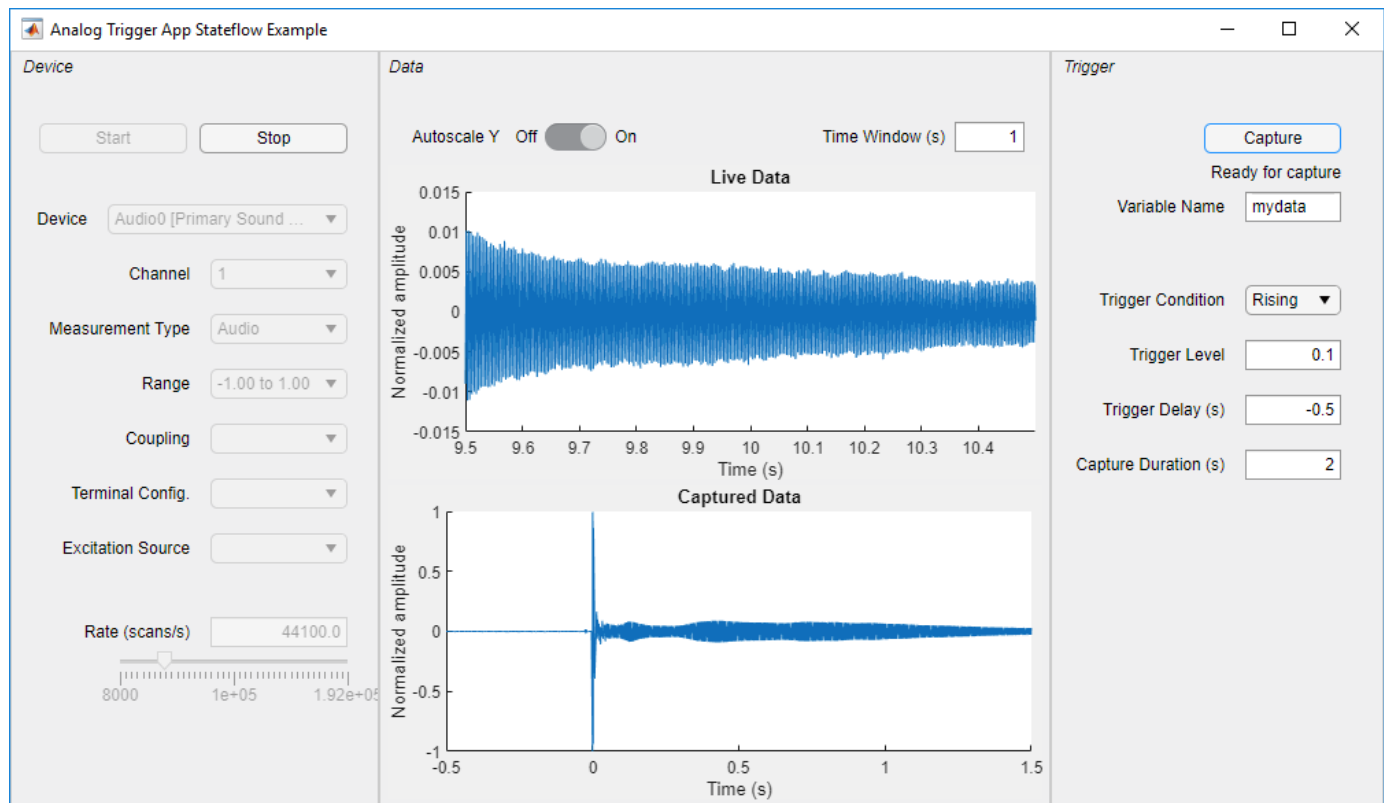 Analog Trigger App Stateflow Example
Device
Start Stop
Device Audio0 [Primary Sound ...
Channel 1
Measurement Type Audio
Range -1.00 to 1.00
Coupling
Terminal Config.
Excitation Source
Rate (scans/s) 44100.0
8000 1e+05 1.92e+05
Data
Autoscale Y Off On Time Window (s) 1
Live Data
Normalized amplitude
0.015
0.01
0.005
0
-0.005
-0.01
-0.015
9.5 9.6 9.7 9.8 9.9 10 10.1 10.2 10.3 10.4
Time (s)
Captured Data
Normalized amplitude
1
0.5
0
-0.5
-1
-0.5 0 0.5 1 1.5
Time (s)
Trigger
Capture
Ready for capture
Variable Name mydata
Trigger Condition Rising
Trigger Level 0.1
Trigger Delay (s) -0.5
Capture Duration (s) 2